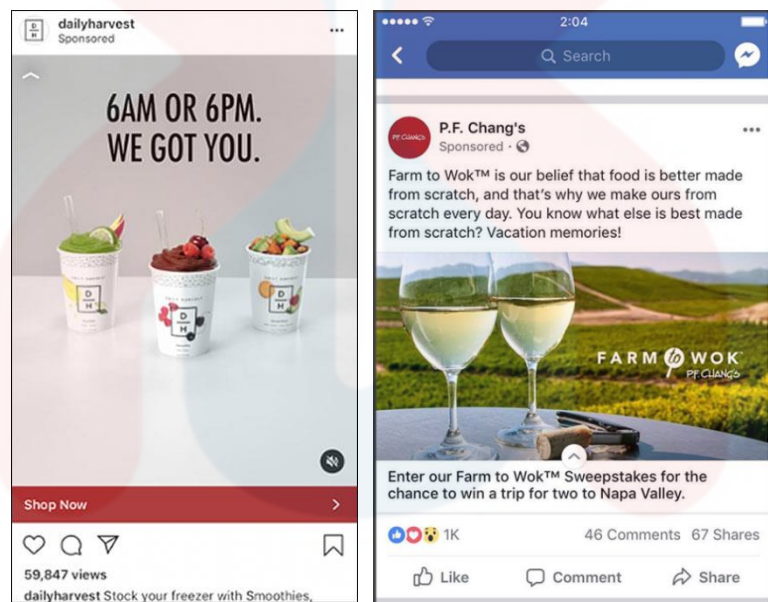 dailyharvest
Sponsored
6AM OR 6PM.
WE GOT YOU.
D
H
D
H
D
H
Shop Now
59,847 views
dailyharvest Stock your freezer with Smoothies,
2:04
Search
P.F. CHANG'S
P.F. Chang's
Sponsored
Farm to Wok™ is our belief that food is better made
from scratch, and that's why we make ours from
scratch every day. You know what else is best made
from scratch? Vacation memories!
FARM to WOK
P.F. CHANG'S
Enter our Farm to Wok™ Sweepstakes for the
chance to win a trip for two to Napa Valley.
1K
46 Comments 67 Shares
Like Comment Share